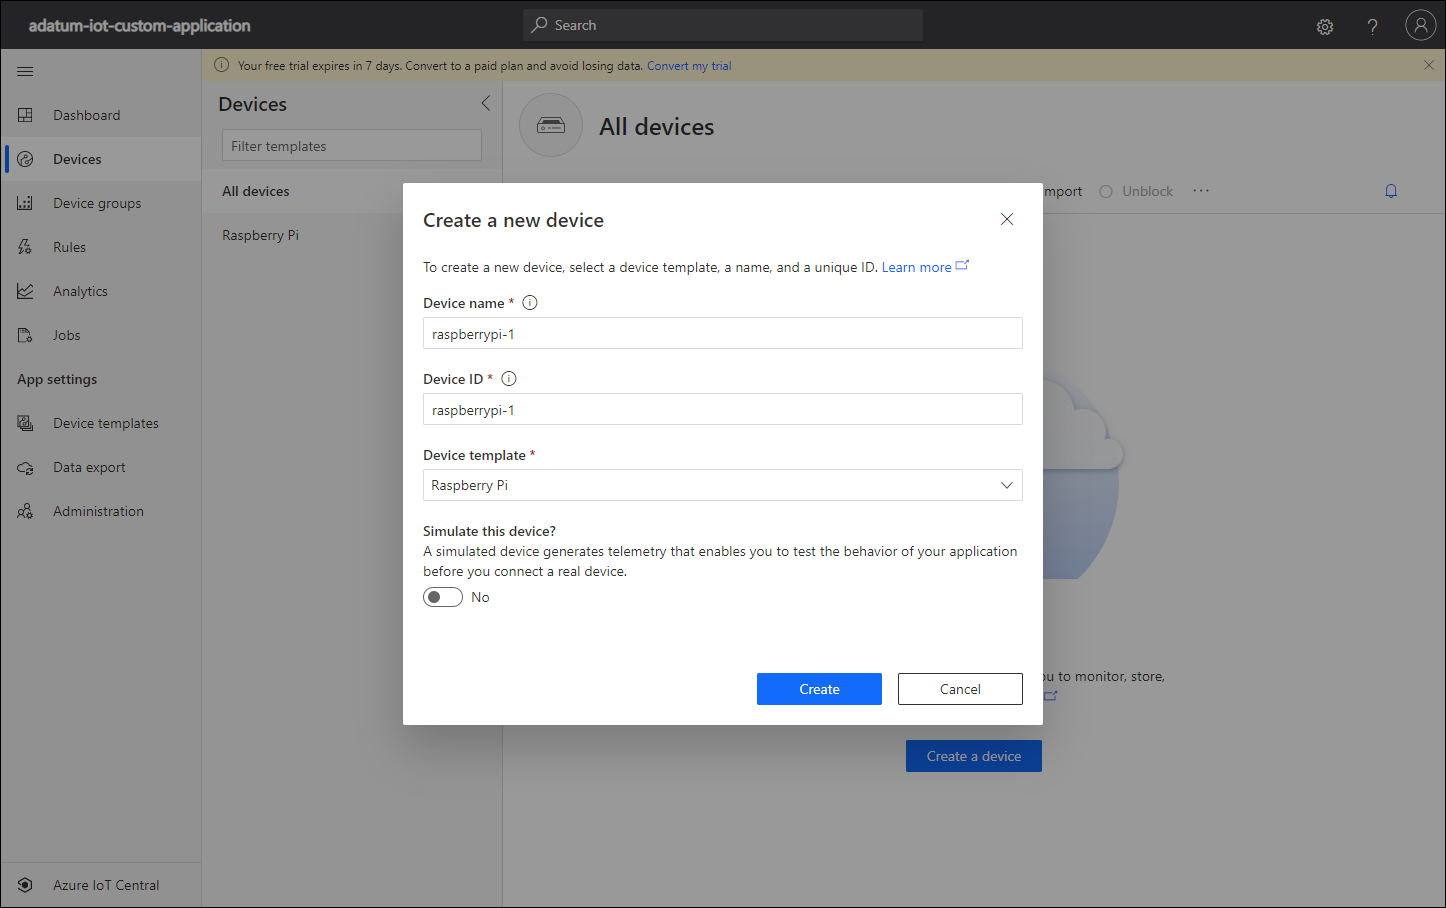 adatum-iot-custom-application
Search
?
Your free trial expires in 7 days. Convert to a paid plan and avoid losing data. Convert my trial
Dashboard
Devices
Device groups
Rules
Analytics
Jobs
App settings
Device templates
Data export
Administration
Azure IoT Central
Devices
Filter templates
All devices
Raspberry Pi
All devices
mport
Unblock
...
Create a new device
To create a new device, select a device template, a name, and a unique ID. Learn more
Device name *
raspberrypi-1
Device ID *
raspberrypi-1
Device template *
Raspberry Pi
Simulate this device?
A simulated device generates telemetry that enables you to test the behavior of your application
before you connect a real device.
No
Create
Cancel
ou to monitor, store,
Create a device